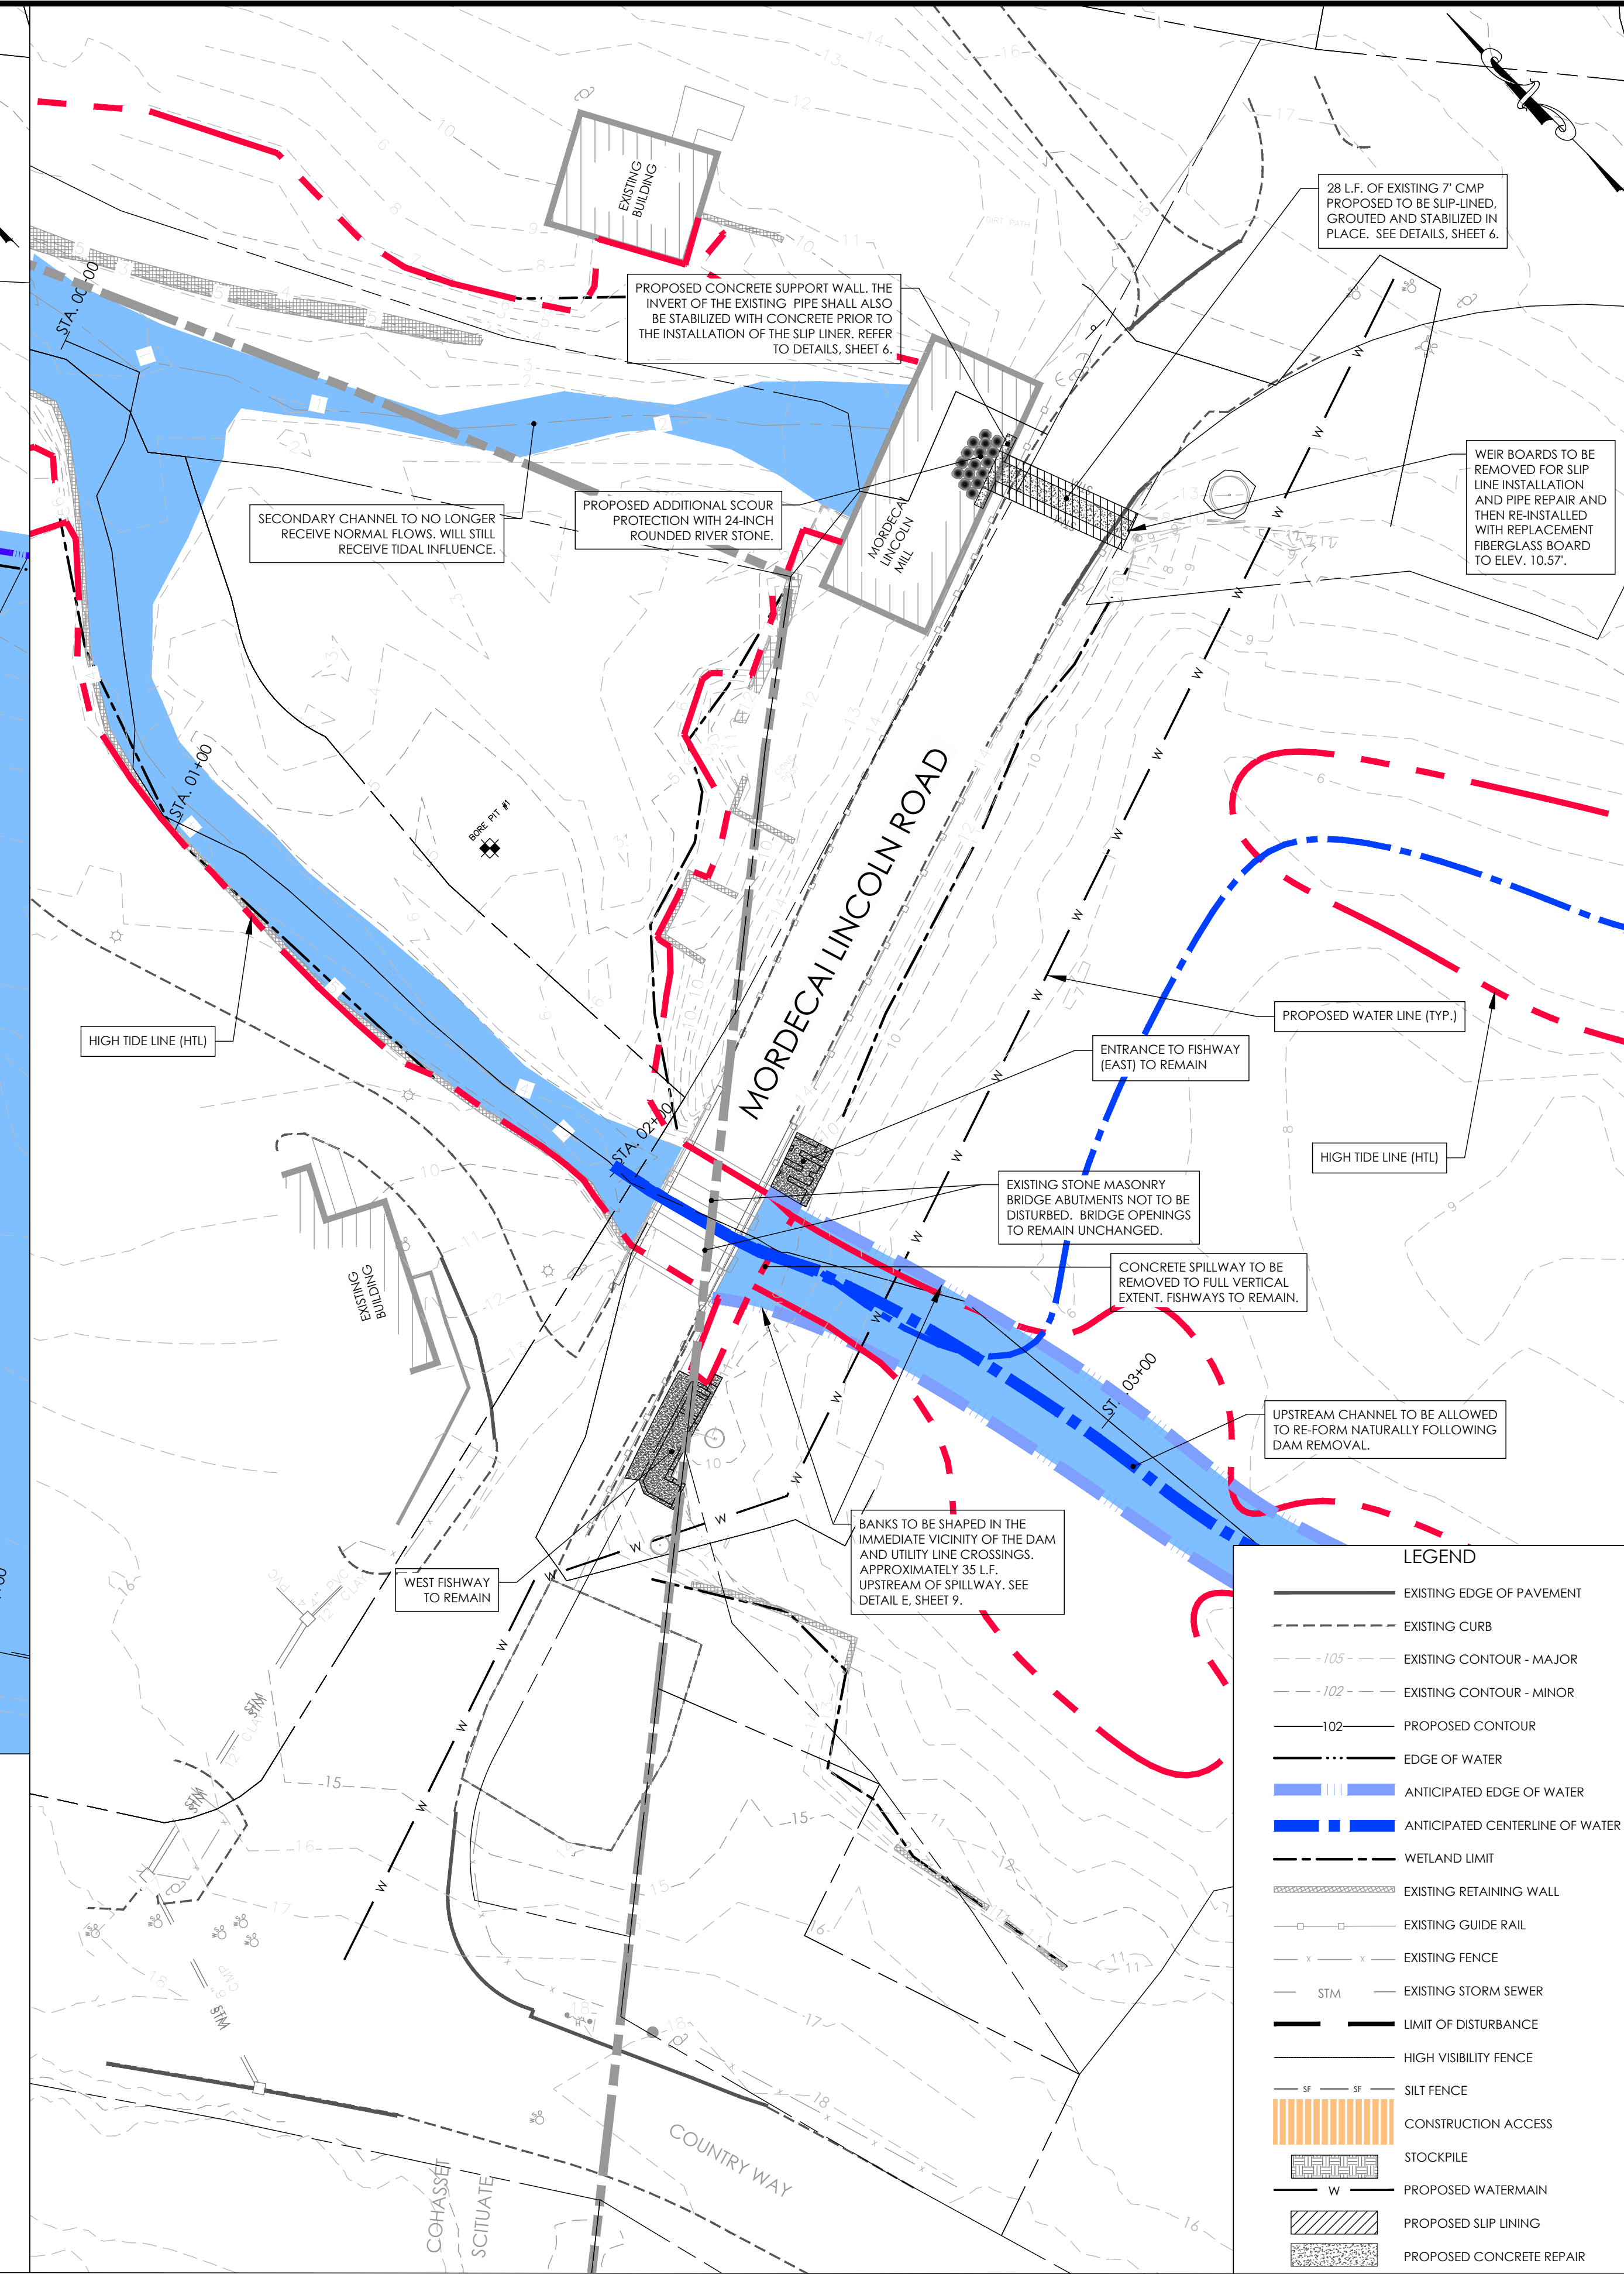 EXISTING
BUILDING
28 L.F. OF EXISTING 7' CMP
PROPOSED TO BE SLIP-LINED,
GROUTED AND STABILIZED IN
PLACE. SEE DETAILS, SHEET 6.
PROPOSED CONCRETE SUPPORT WALL. THE
INVERT OF THE EXISTING PIPE SHALL ALSO
BE STABILIZED WITH CONCRETE PRIOR TO
THE INSTALLATION OF THE SLIP LINER. REFER
TO DETAILS, SHEET 6.
DIRT PATH
STA. 00+00
WEIR BOARDS TO BE
REMOVED FOR SLIP
LINE INSTALLATION
AND PIPE REPAIR AND
THEN RE-INSTALLED
WITH REPLACEMENT
FIBERGLASS BOARD
TO ELEV. 10.57'.
SECONDARY CHANNEL TO NO LONGER
RECEIVE NORMAL FLOWS. WILL STILL
RECEIVE TIDAL INFLUENCE.
PROPOSED ADDITIONAL SCOUR
PROTECTION WITH 24-INCH
ROUNDED RIVER STONE.
MORDECAI
LINCOLN
MILL
STA. 01+00
BORE PIT #1
MORDECAI LINCOLN ROAD
HIGH TIDE LINE (HTL)
PROPOSED WATER LINE (TYP.)
ENTRANCE TO FISHWAY
(EAST) TO REMAIN
HIGH TIDE LINE (HTL)
STA. 02+00
EXISTING STONE MASONRY
BRIDGE ABUTMENTS NOT TO BE
DISTURBED. BRIDGE OPENINGS
TO REMAIN UNCHANGED.
CONCRETE SPILLWAY TO BE
REMOVED TO FULL VERTICAL
EXTENT. FISHWAYS TO REMAIN.
EXISTING
BUILDING
03+00
UPSTREAM CHANNEL TO BE ALLOWED
TO RE-FORM NATURALLY FOLLOWING
DAM REMOVAL.
BANKS TO BE SHAPED IN THE
IMMEDIATE VICINITY OF THE DAM
AND UTILITY LINE CROSSINGS.
APPROXIMATELY 35 L.F.
UPSTREAM OF SPILLWAY. SEE
DETAIL E, SHEET 9.
WEST FISHWAY
TO REMAIN
COUNTRY WAY
COHASSET
SCITUATE
LEGEND
EXISTING EDGE OF PAVEMENT
EXISTING CURB
105 EXISTING CONTOUR - MAJOR
102 EXISTING CONTOUR - MINOR
102 PROPOSED CONTOUR
EDGE OF WATER
ANTICIPATED EDGE OF WATER
ANTICIPATED CENTERLINE OF WATER
WETLAND LIMIT
EXISTING RETAINING WALL
EXISTING GUIDE RAIL
x x EXISTING FENCE
STM EXISTING STORM SEWER
LIMIT OF DISTURBANCE
HIGH VISIBILITY FENCE
SF SF SILT FENCE
CONSTRUCTION ACCESS
STOCKPILE
W PROPOSED WATERMAIN
PROPOSED SLIP LINING
PROPOSED CONCRETE REPAIR